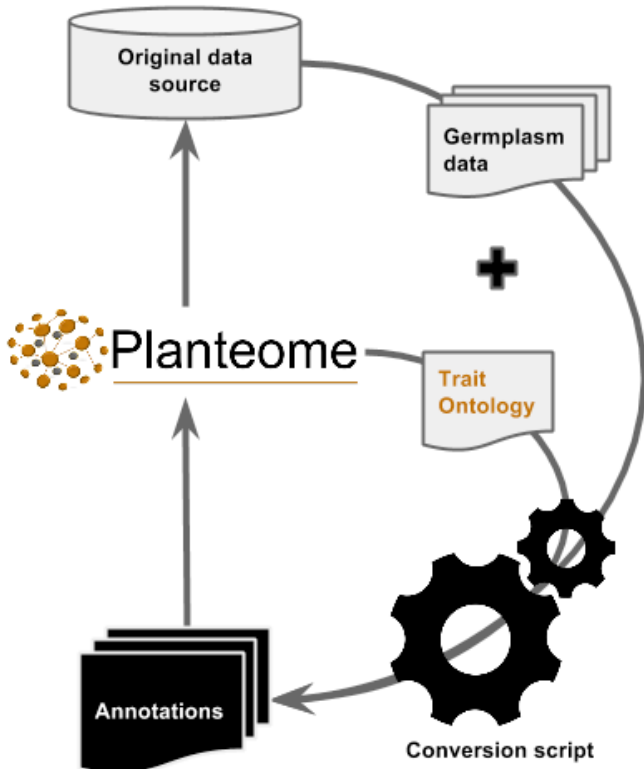 Original data
source
Germplasm
data
Planteome
Trait
Ontology
Annotations
Conversion script